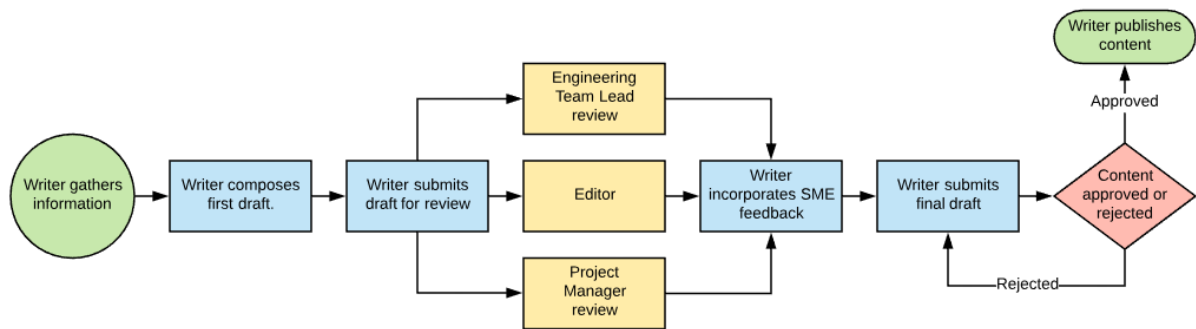 Writer gathers
information
Writer composes
first draft.
Writer submits
draft for review
Engineering
Team Lead
review
Editor
Project
Manager
review
Writer
incorporates SME
feedback
Writer submits
final draft
Content
approved or
rejected
Rejected
Approved
Writer publishes
content